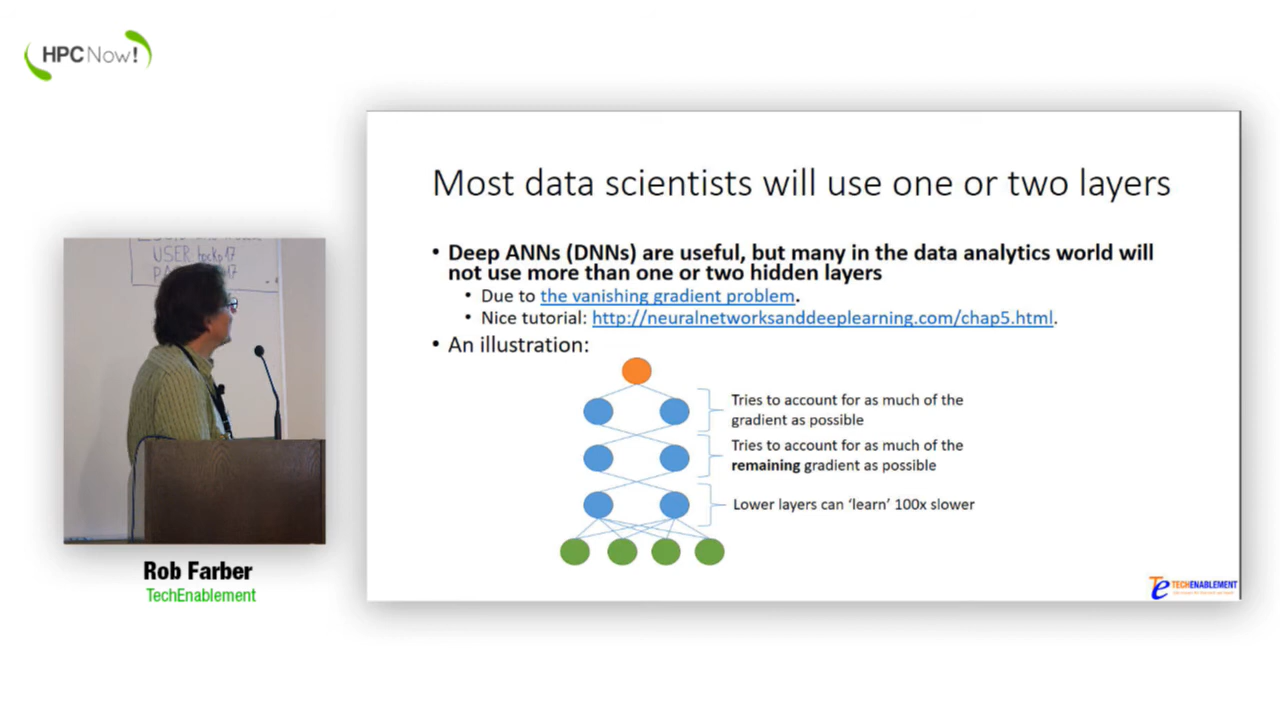 HPCNow!
Most data scientists will use one or two layers
• Deep ANNs (DNNs) are useful, but many in the data analytics world will
not use more than one or two hidden layers
• Due to the vanishing gradient problem.
• Nice tutorial: http://neuralnetworksanddeeplearning.com/chap5.html.
• An illustration:
Tries to account for as much of the
gradient as possible
Tries to account for as much of the
remaining gradient as possible
Lower layers can ‘learn’ 100x slower
Te TECHENABLEMENT
USER
Rob Farber
TechEnablement